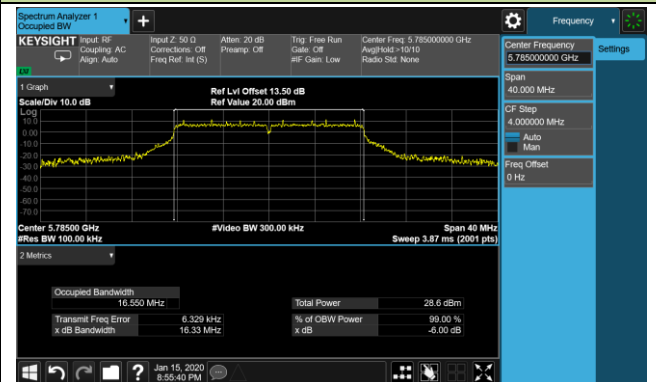 Spectrum Analyzer 1
Occupied BW
Frequency
KEYSIGHT
Input: RF
Coupling: AC
Align: Auto
Input Z: 50 Ω
Corrections: Off
Freq Ref: Int (S)
Atten: 20 dB
Preamp: Off
Trig: Free Run
Gate: Off
#IF Gain: Low
Center Freq: 5.785000000 GHz
Avg|Hold:>10/10
Radio Std: None
Center Frequency
5.785000000 GHz
Settings
Span
40.000 MHz
CF Step
4.000000 MHz
Auto
Man
Freq Offset
0 Hz
1 Graph
Scale/Div 10.0 dB
Ref Lvl Offset 13.50 dB
Ref Value 20.00 dBm
Log
10.0
0.00
-10.0
-20.0
-30.0
-40.0
-50.0
-60.0
-70.0
Center 5.78500 GHz
#Res BW 100.00 kHz
#Video BW 300.00 kHz
Span 40 MHz
Sweep 3.87 ms (2001 pts)
2 Metrics
Occupied Bandwidth
16.550 MHz
Total Power 28.6 dBm
Transmit Freq Error 6.329 kHz
% of OBW Power 99.00 %
x dB Bandwidth 16.33 MHz
x dB -6.00 dB
Jan 15, 2020
8:55:40 PM